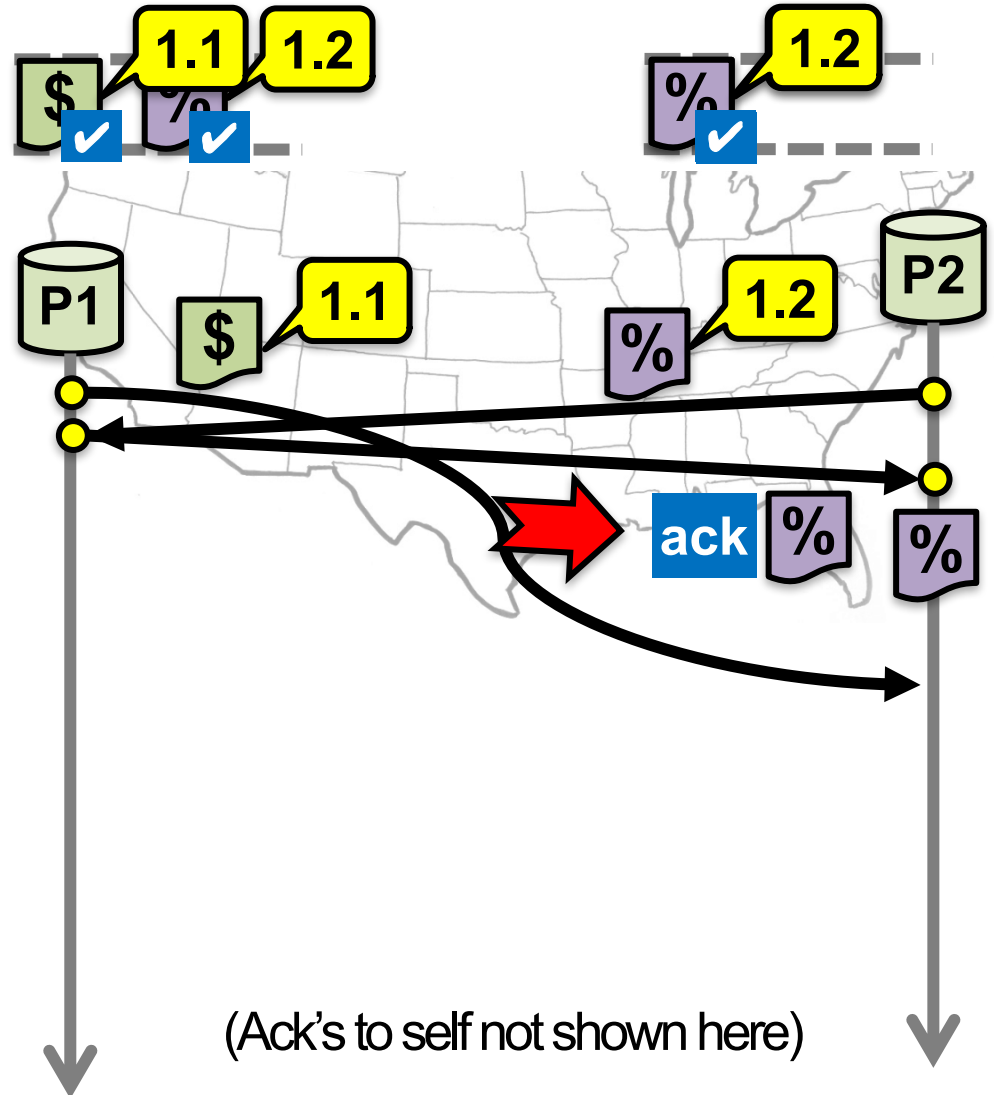 1.1 1.2 1.2
$ % %
✔ ✔ ✔
P1 P2
$ 1.1 % 1.2
ack % %
(Ack's to self not shown here)